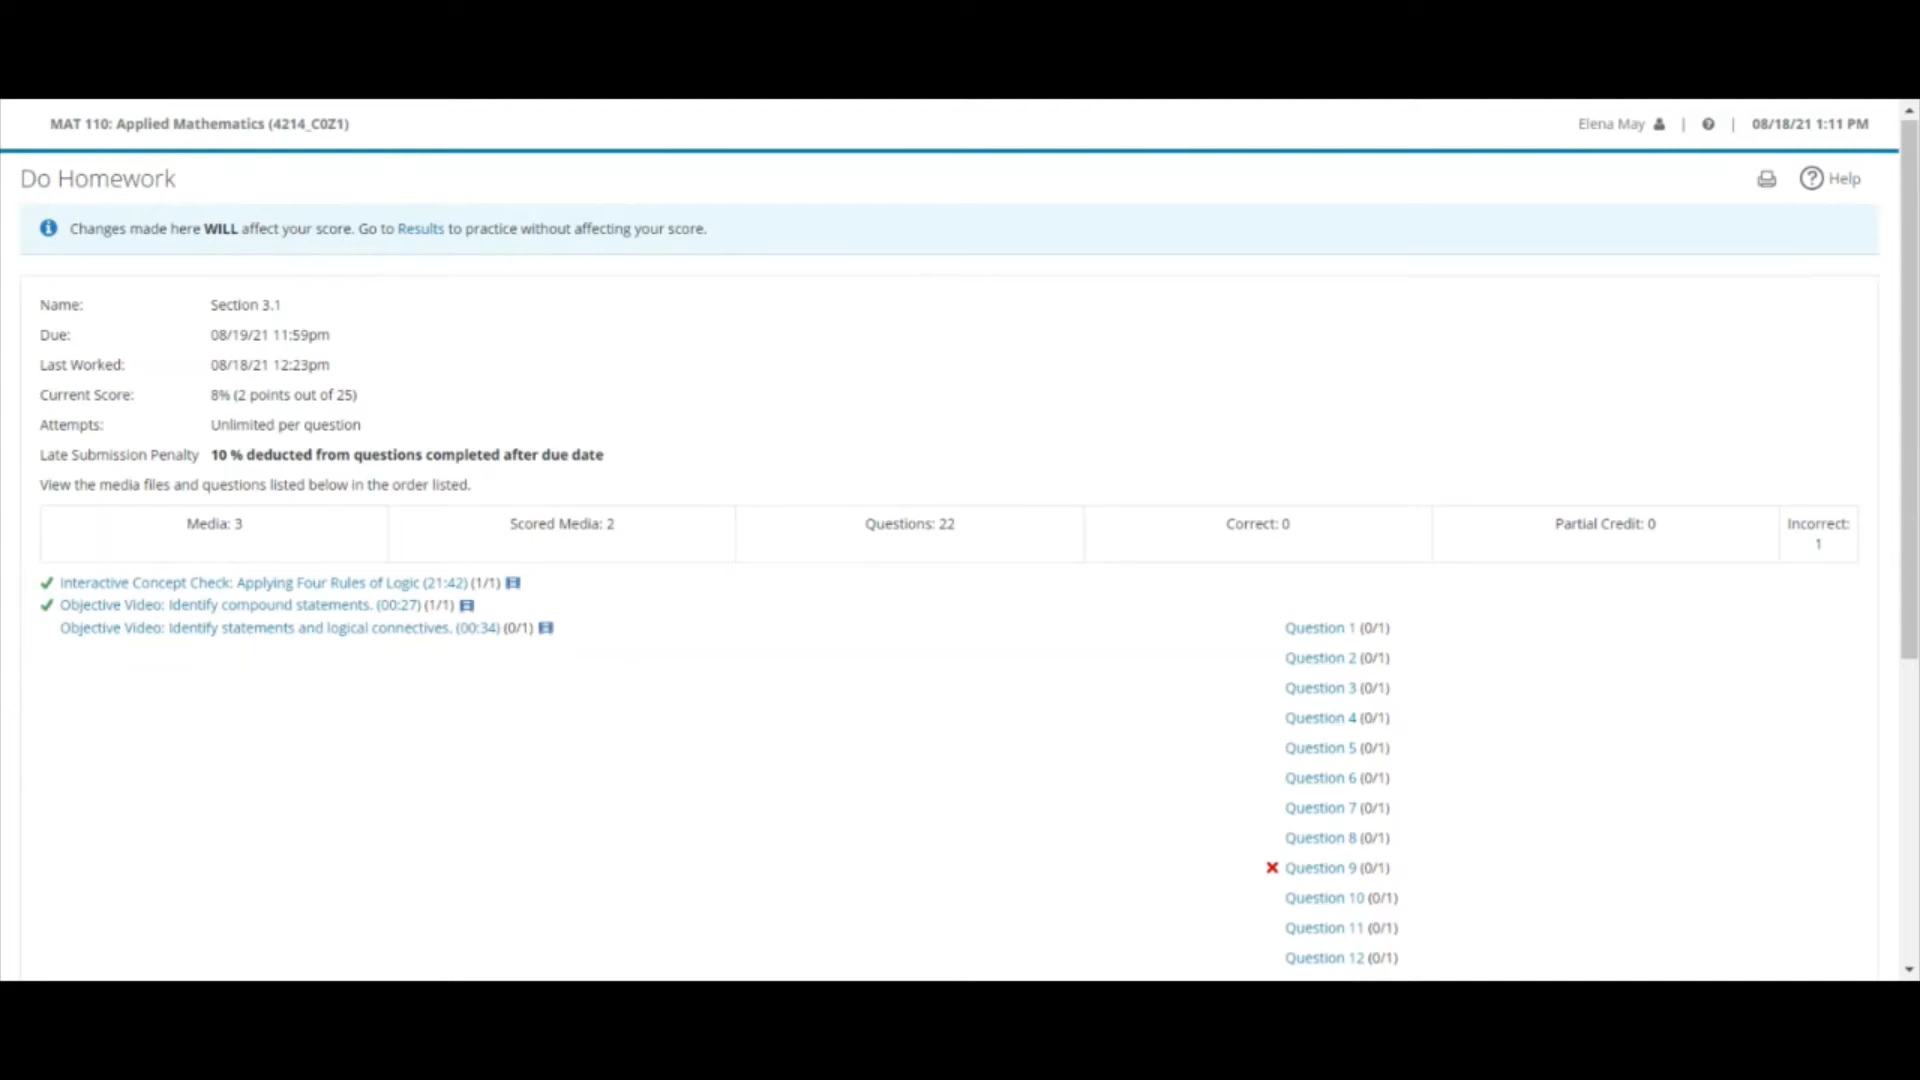 MAT 110: Applied Mathematics (4214_C0Z1)
Elena May | | 08/18/21 1:11 PM
Do Homework
Help
Changes made here WILL affect your score. Go to Results to practice without affecting your score.
Name: Section 3.1
Due: 08/19/21 11:59pm
Last Worked: 08/18/21 12:23pm
Current Score: 8% (2 points out of 25)
Attempts: Unlimited per question
Late Submission Penalty 10 % deducted from questions completed after due date
View the media files and questions listed below in the order listed.
Media: 3 Scored Media: 2 Questions: 22 Correct: 0 Partial Credit: 0 Incorrect:
1
Interactive Concept Check: Applying Four Rules of Logic (21:42) (1/1)
Objective Video: Identify compound statements. (00:27) (1/1)
Objective Video: Identify statements and logical connectives. (00:34) (0/1)
Question 1 (0/1)
Question 2 (0/1)
Question 3 (0/1)
Question 4 (0/1)
Question 5 (0/1)
Question 6 (0/1)
Question 7 (0/1)
Question 8 (0/1)
Question 9 (0/1)
Question 10 (0/1)
Question 11 (0/1)
Question 12 (0/1)